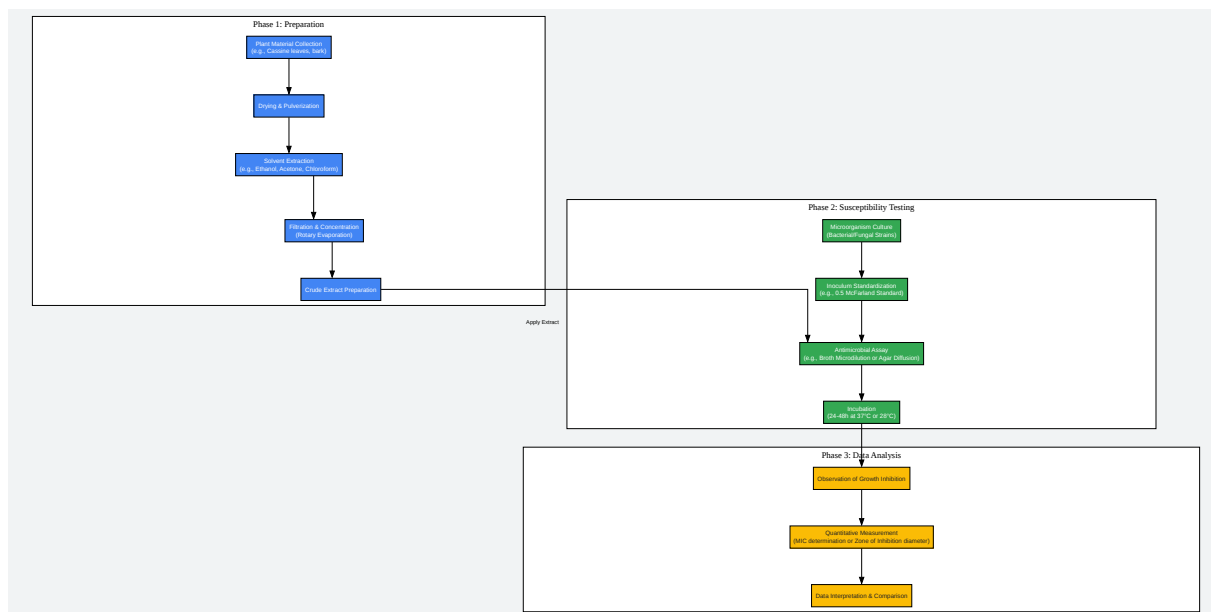 Phase 1: Preparation
Plant Material Collection
(e.g., Cassine leaves, bark)
Drying & Pulverization
Solvent Extraction
(e.g., Ethanol, Acetone, Chloroform)
Filtration & Concentration
(Rotary Evaporation)
Crude Extract Preparation
Apply Extract
Phase 2: Susceptibility Testing
Microorganism Culture
(Bacterial/Fungal Strains)
Inoculum Standardization
(e.g., 0.5 McFarland Standard)
Antimicrobial Assay
(e.g., Broth Microdilution or Agar Diffusion)
Incubation
(24-48h at 37°C or 28°C)
Phase 3: Data Analysis
Observation of Growth Inhibition
Quantitative Measurement
(MIC determination or Zone of Inhibition diameter)
Data Interpretation & Comparison